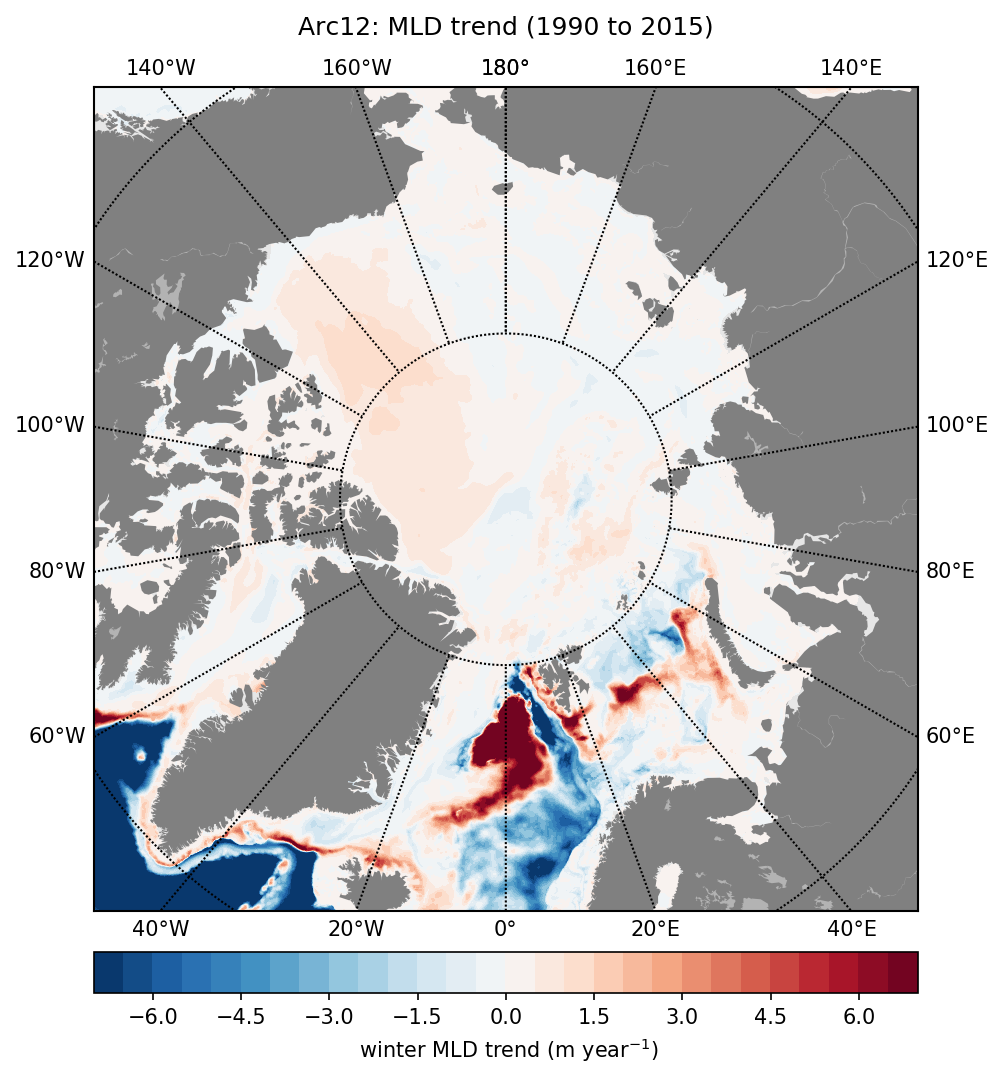 Arc12: MLD trend (1990 to 2015)
140°W 160°W 180° 160°E 140°E
120°W 120°E
100°W 100°E
80°W 80°E
60°W 60°E
40°W 20°W 0° 20°E 40°E
−6.0 −4.5 −3.0 −1.5 0.0 1.5 3.0 4.5 6.0
winter MLD trend (m year⁻¹)